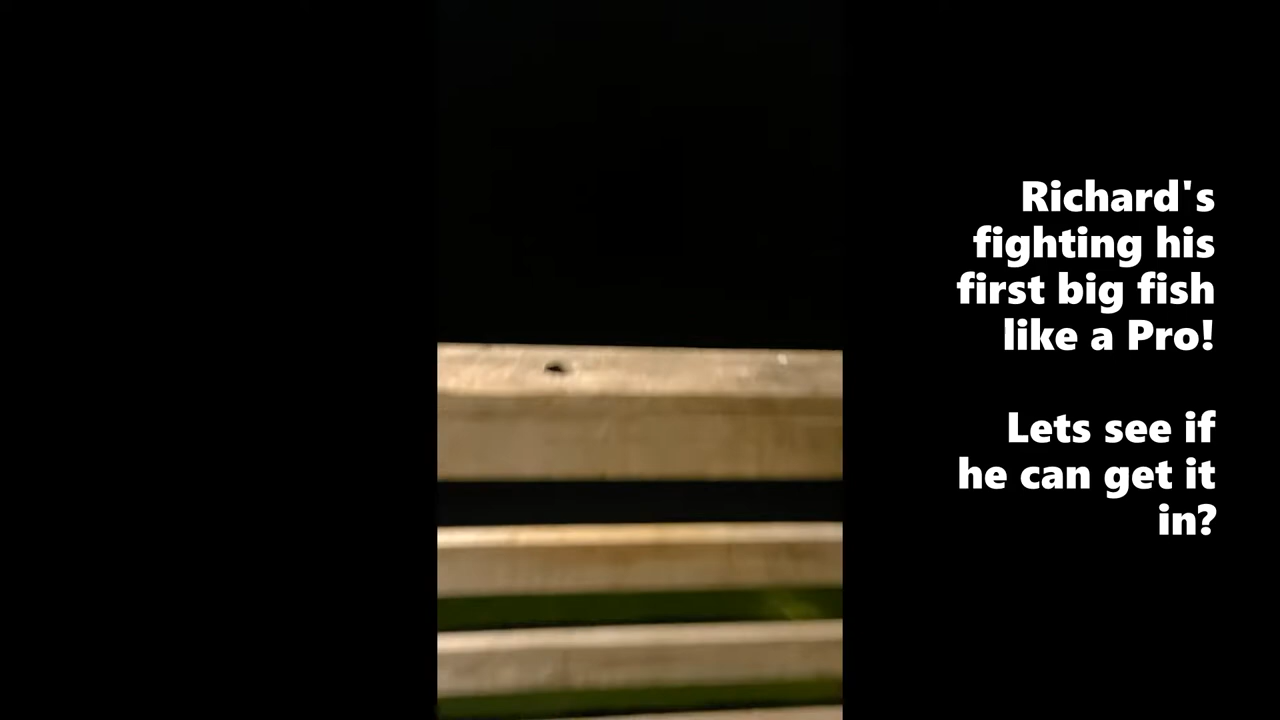 Richard's
fighting his
first big fish
like a Pro!
Lets see if
he can get it
in?